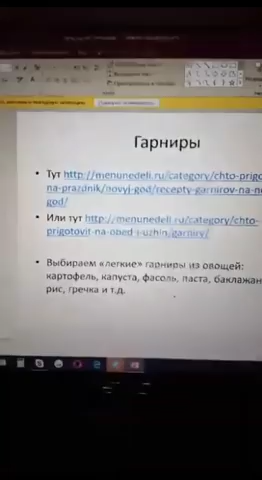 Гарниры
• Тут http://menunedeli.ru/category/chto-prigo
na-prazdnik/novyj-god/recepty-garnirov-na-n
god/
• Или тут http://menunedeli.ru/category/chto-
prigotovit-na-obed-i-uzhin/garniry/
• Выбираем «легкие» гарниры из овощей:
картофель, капуста, фасоль, паста, баклажан
рис, гречка и т.д.